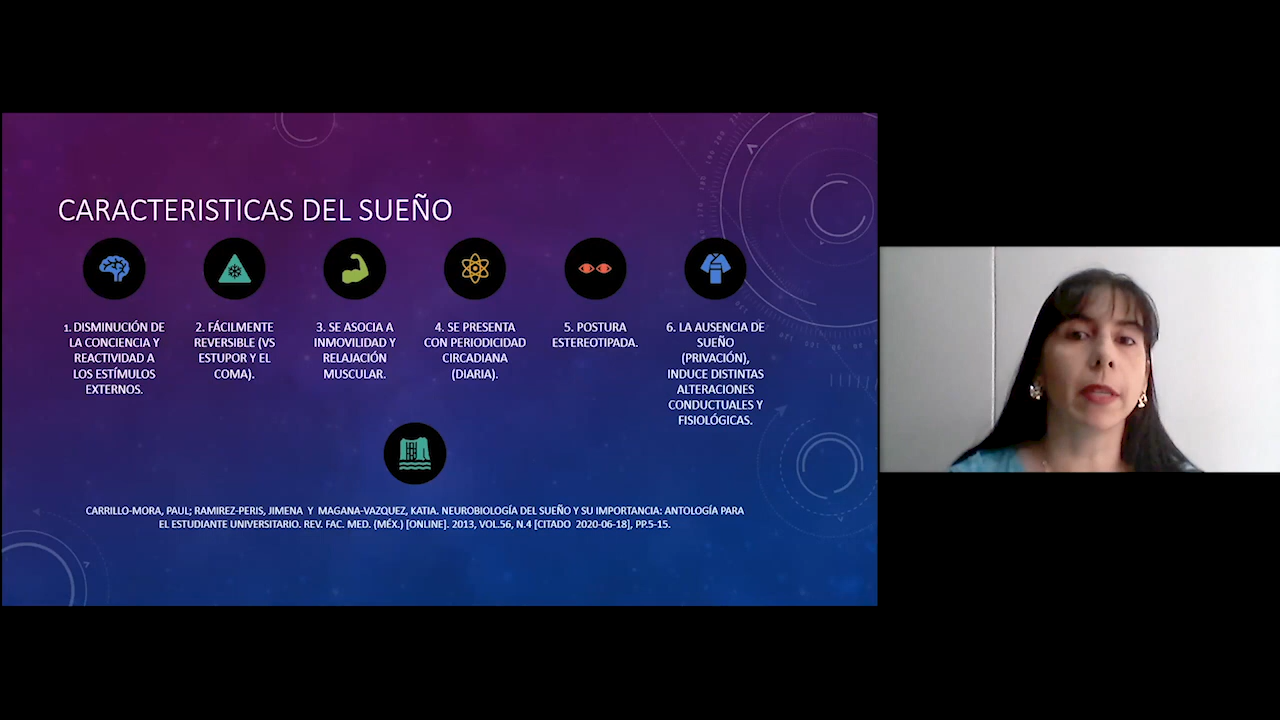 CARACTERISTICAS DEL SUEÑO
1. DISMINUCIÓN DE
LA CONCIENCIA Y
REACTIVIDAD A
LOS ESTÍMULOS
EXTERNOS.
2. FÁCILMENTE
REVERSIBLE (VS
ESTUPOR Y EL
COMA).
3. SE ASOCIA A
INMOVILIDAD Y
RELAJACIÓN
MUSCULAR.
4. SE PRESENTA
CON PERIODICIDAD
CIRCADIANA
(DIARIA).
5. POSTURA
ESTEREOTIPADA.
6. LA AUSENCIA DE
SUEÑO
(PRIVACIÓN),
INDUCE DISTINTAS
ALTERACIONES
CONDUCTUALES Y
FISIOLÓGICAS.
CARRILLO-MORA, PAUL; RAMIREZ-PERIS, JIMENA Y MAGANA-VAZQUEZ, KATIA. NEUROBIOLOGÍA DEL SUEÑO Y SU IMPORTANCIA: ANTOLOGÍA PARA
EL ESTUDIANTE UNIVERSITARIO. REV. FAC. MED. (MÉX.) [ONLINE]. 2013, VOL.56, N.4 [CITADO 2020-06-18], PP.5-15.